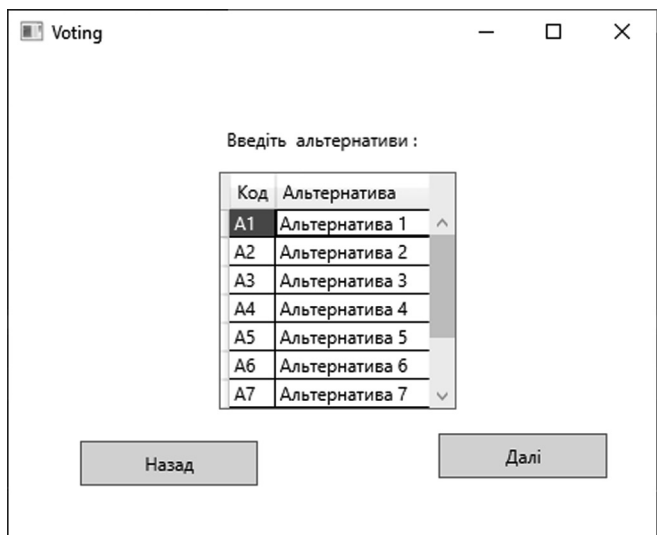 Voting
Введіть альтернативи :
Код Альтернатива
A1 Альтернатива 1
A2 Альтернатива 2
A3 Альтернатива 3
A4 Альтернатива 4
A5 Альтернатива 5
A6 Альтернатива 6
A7 Альтернатива 7
Назад Далі